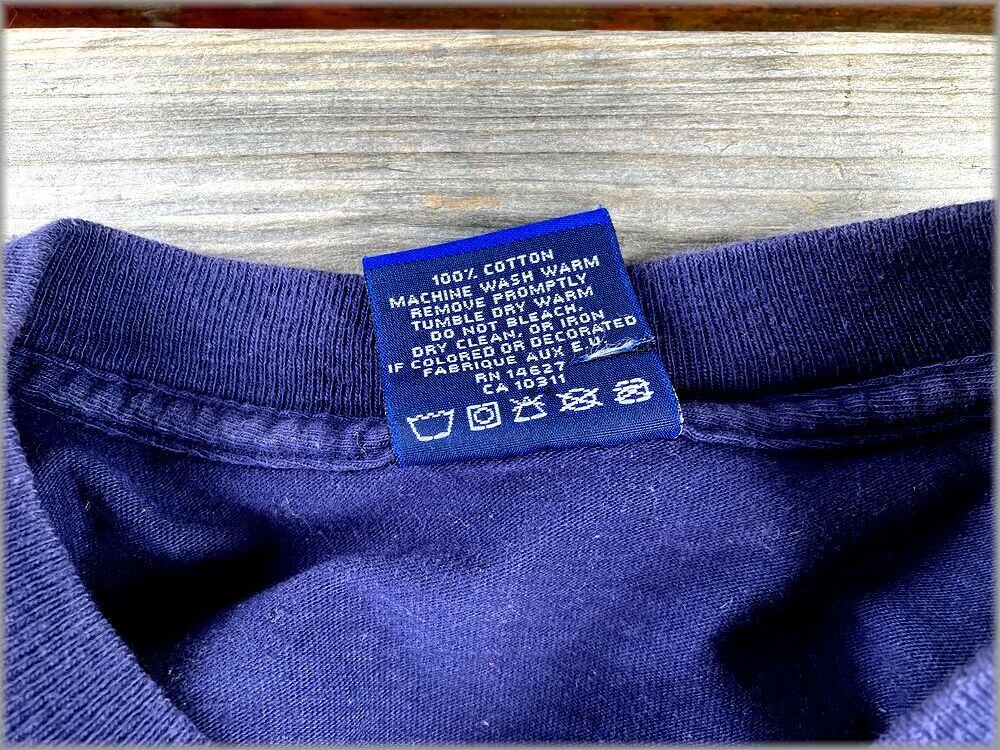 100% COTTON
MACHINE WASH WARM
REMOVE PROMPTLY
TUMBLE DRY WARM
DO NOT BLEACH,
DRY CLEAN, OR IRON
IF COLORED OR DECORATED
FABRIQUE AUX E.U.
RN 14627
CA 10311